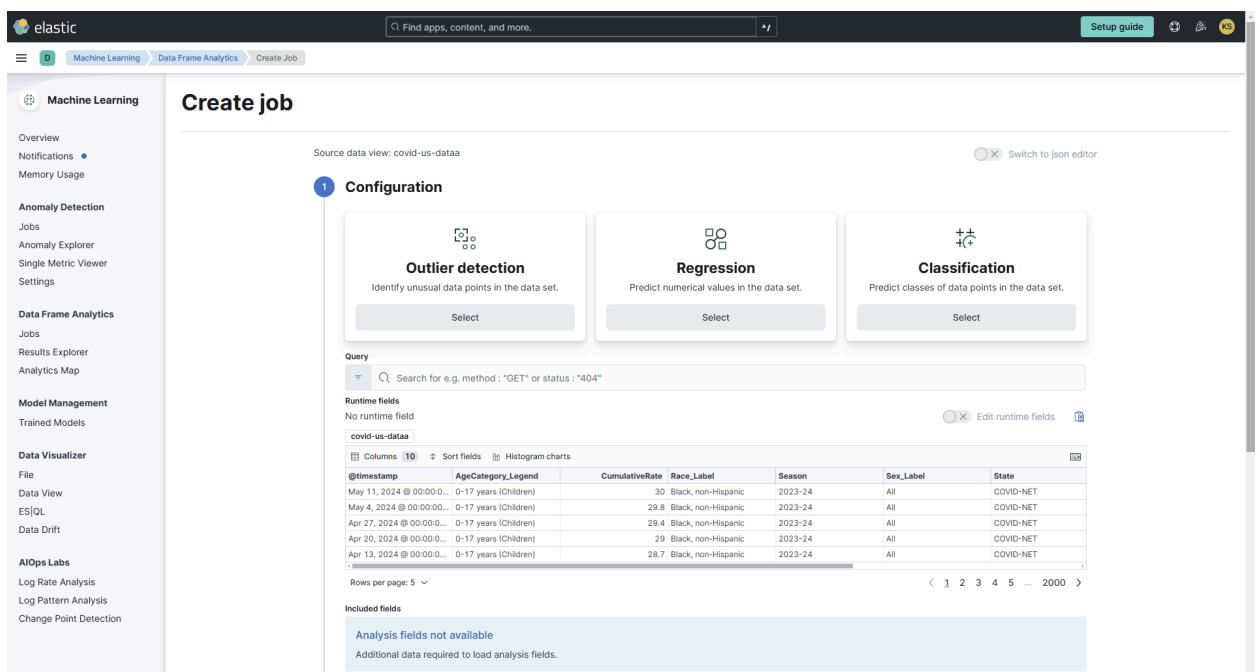 elastic
Find apps, content, and more.
^/
Setup guide
KS
D
Machine Learning
Data Frame Analytics
Create Job
Machine Learning
Overview
Notifications
Memory Usage
Anomaly Detection
Jobs
Anomaly Explorer
Single Metric Viewer
Settings
Data Frame Analytics
Jobs
Results Explorer
Analytics Map
Model Management
Trained Models
Data Visualizer
File
Data View
ES|QL
Data Drift
AIOps Labs
Log Rate Analysis
Log Pattern Analysis
Change Point Detection
Create job
Source data view: covid-us-dataa
Switch to json editor
1 Configuration
Outlier detection
Identify unusual data points in the data set.
Select
Regression
Predict numerical values in the data set.
Select
Classification
Predict classes of data points in the data set.
Select
Query
Search for e.g. method : "GET" or status : "404"
Runtime fields
No runtime field
Edit runtime fields
covid-us-dataa
Columns 10 Sort fields Histogram charts
@timestamp AgeCategory_Legend CumulativeRate Race_Label Season Sex_Label State
May 11, 2024 @ 00:00:0... 0-17 years (Children) 30 Black, non-Hispanic 2023-24 All COVID-NET
May 4, 2024 @ 00:00:00... 0-17 years (Children) 29.8 Black, non-Hispanic 2023-24 All COVID-NET
Apr 27, 2024 @ 00:00:0... 0-17 years (Children) 29.4 Black, non-Hispanic 2023-24 All COVID-NET
Apr 20, 2024 @ 00:00:0... 0-17 years (Children) 29 Black, non-Hispanic 2023-24 All COVID-NET
Apr 13, 2024 @ 00:00:0... 0-17 years (Children) 28.7 Black, non-Hispanic 2023-24 All COVID-NET
Rows per page: 5
1 2 3 4 5 ... 2000
Included fields
Analysis fields not available
Additional data required to load analysis fields.